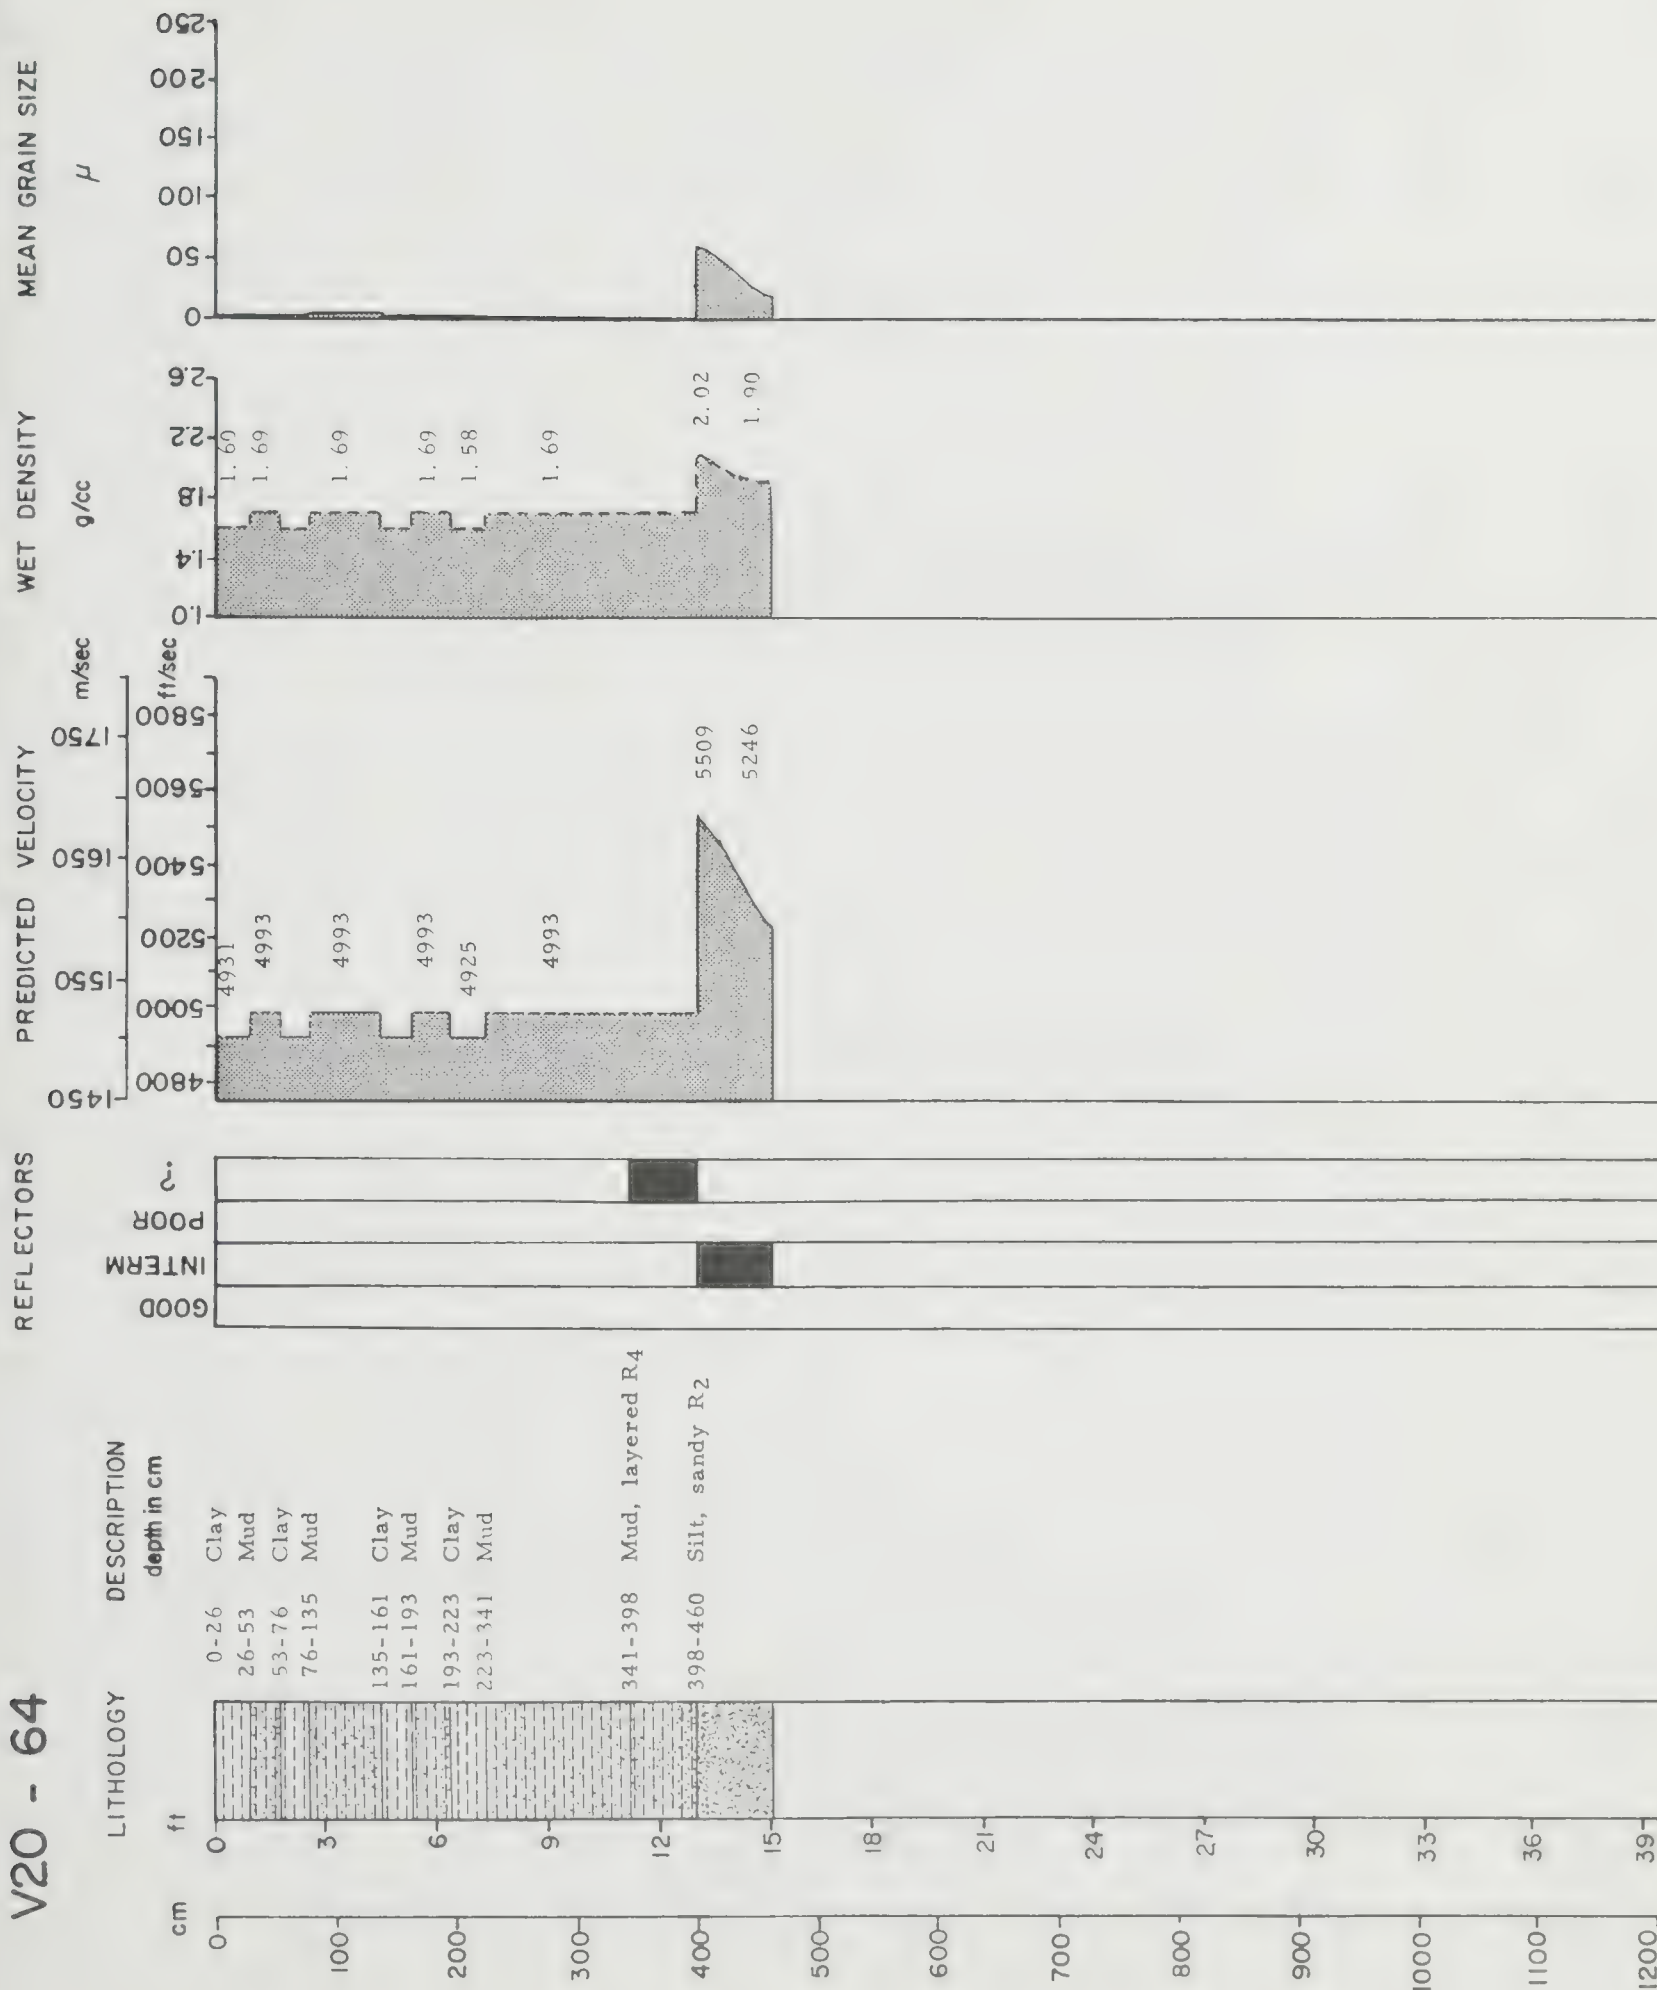 V20 - 64
LITHOLOGY
DESCRIPTION
depth in cm
REFLECTORS
GOOD
INTERM
POOR
?
PREDICTED VELOCITY
m/sec
1450
1550
1650
1750
ft/sec
4800
5000
5200
5400
5600
5800
WET DENSITY
g/cc
1.0
1.4
1.8
2.2
2.6
MEAN GRAIN SIZE
μ
0
50
100
150
200
250
cm
0
100
200
300
400
500
600
700
800
900
1000
1100
1200
ft
0
3
6
9
12
15
18
21
24
27
30
33
36
39
0-26 Clay
26-53 Mud
53-76 Clay
76-135 Mud
135-161 Clay
161-193 Mud
193-223 Clay
223-341 Mud
341-398 Mud, layered R4
398-460 Silt, sandy R2
4931
4993
4993
4993
4925
4993
5509
5246
1.60
1.69
1.69
1.69
1.58
1.69
2.02
1.90